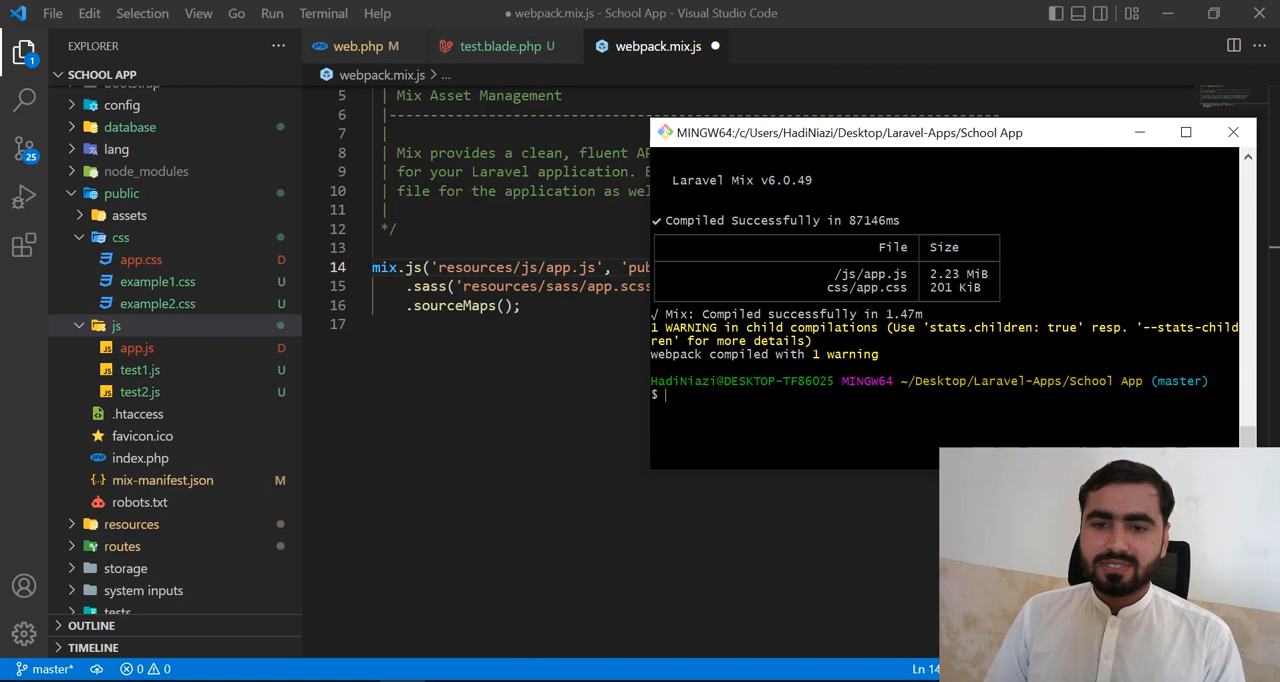 File Edit Selection View Go Run Terminal Help
● webpack.mix.js - School App - Visual Studio Code
EXPLORER
web.php M
test.blade.php U
webpack.mix.js
SCHOOL APP
webpack.mix.js > ...
1
25
config
database
lang
node_modules
public
assets
css
app.css D
example1.css U
example2.css U
js
app.js D
test1.js U
test2.js U
.htaccess
favicon.ico
index.php
mix-manifest.json M
robots.txt
resources
routes
storage
system inputs
tests
OUTLINE
TIMELINE
5 | Mix Asset Management
6 |--------------------------------------------------------------------------
7 |
8 | Mix provides a clean, fluent AP
9 | for your Laravel application.
10 | file for the application as wel
11 |
12 */
13
14 mix.js('resources/js/app.js', 'pub
15 .sass('resources/sass/app.scss
16 .sourceMaps();
17
MINGW64:/c/Users/HadiNiazi/Desktop/Laravel-Apps/School App
Laravel Mix v6.0.49
✔ Compiled Successfully in 87146ms
File Size
/js/app.js 2.23 MiB
css/app.css 201 KiB
√ Mix: Compiled successfully in 1.47m
1 WARNING in child compilations (Use 'stats.children: true' resp. '--stats-child
ren' for more details)
webpack compiled with 1 warning
HadiNiazi@DESKTOP-TF86O25 MINGW64 ~/Desktop/Laravel-Apps/School App (master)
$
master* 0 0
Ln 14